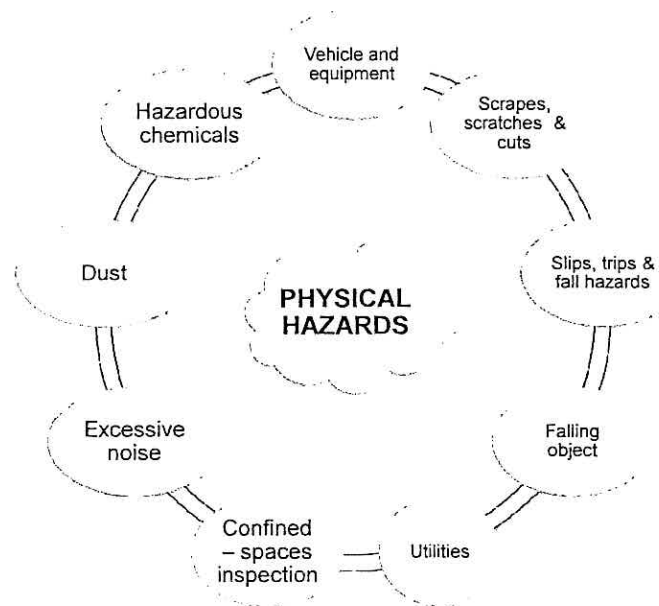 Vehicle and
equipment
Scrapes,
scratches &
cuts
Slips, trips &
fall hazards
Falling
object
Utilities
Confined
– spaces
inspection
Excessive
noise
Dust
Hazardous
chemicals
PHYSICAL
HAZARDS